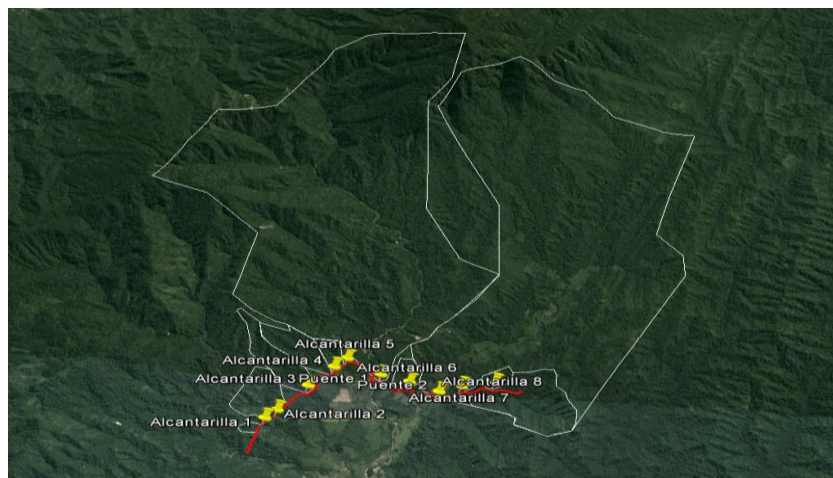 Alcantarilla 5
Alcantarilla 4
Alcantarilla 6
Alcantarilla 3 Puente 1
Puente 2
Alcantarilla 8
Alcantarilla 7
Alcantarilla 2
Alcantarilla 1